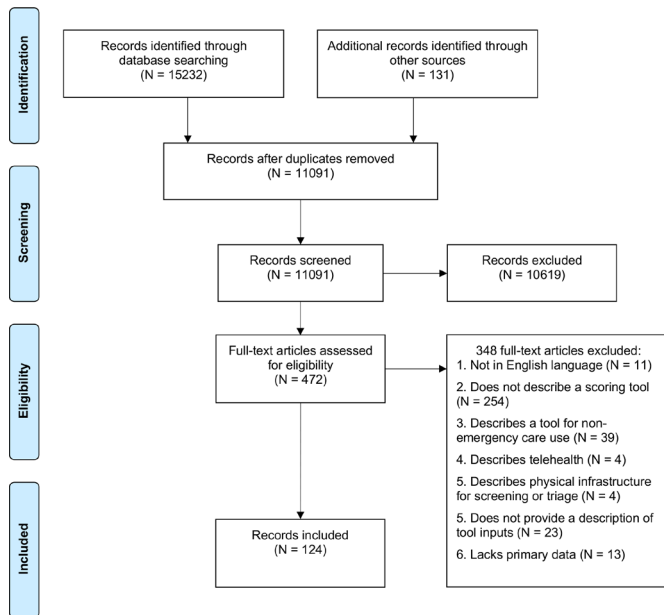 Identification
Records identified through
database searching
(N = 15232)
Additional records identified through
other sources
(N = 131)
Records after duplicates removed
(N = 11091)
Screening
Records screened
(N = 11091)
Records excluded
(N = 10619)
Eligibility
Full-text articles assessed
for eligibility
(N = 472)
348 full-text articles excluded:
1. Not in English language (N = 11)
2. Does not describe a scoring tool
(N = 254)
3. Describes a tool for non-
emergency care use (N = 39)
4. Describes telehealth (N = 4)
5. Describes physical infrastructure
for screening or triage (N = 4)
5. Does not provide a description of
tool inputs (N = 23)
6. Lacks primary data (N = 13)
Included
Records included
(N = 124)